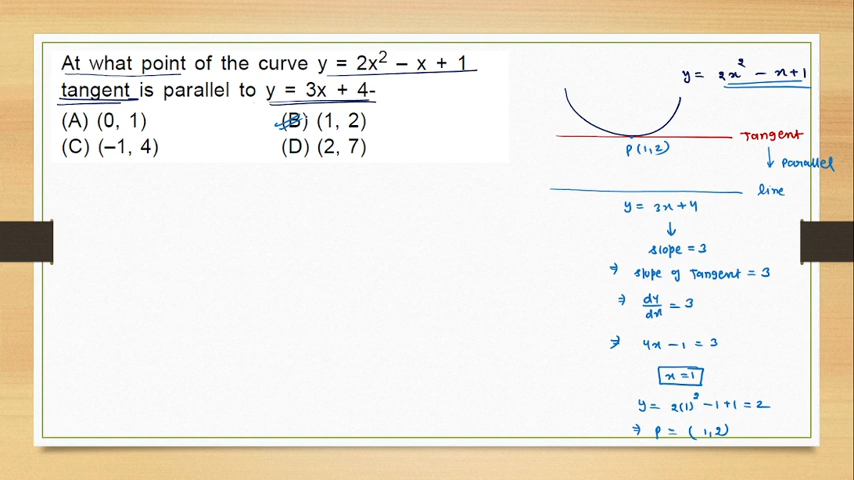 At what point of the curve y = 2x² – x + 1
tangent is parallel to y = 3x + 4-
(A) (0, 1) (B) (1, 2)
(C) (–1, 4) (D) (2, 7)
y = 2x² - x+1
Tangent
P(1,2)
↓ parallel
line
y = 3x+4
↓
slope = 3
⇒ slope of Tangent = 3
⇒ dy/dx = 3
⇒ 4x - 1 = 3
x = 1
y = 2(1)² - 1 + 1 = 2
⇒ P = (1,2)